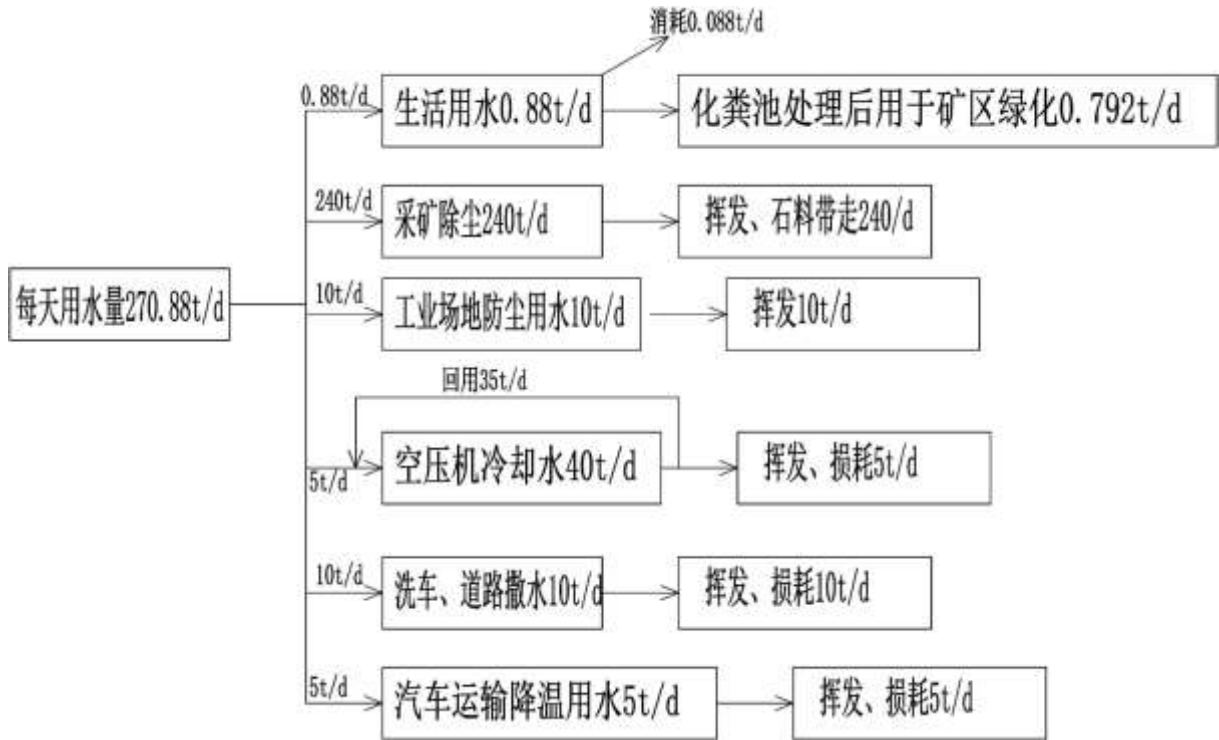 消耗0.088t/d
0.88t/d
生活用水0.88t/d
化粪池处理后用于矿区绿化0.792t/d
240t/d
采矿除尘240t/d
挥发、石料带走240/d
每天用水量270.88t/d
10t/d
工业场地防尘用水10t/d
挥发10t/d
回用35t/d
5t/d
空压机冷却水40t/d
挥发、损耗5t/d
10t/d
洗车、道路撒水10t/d
挥发、损耗10t/d
5t/d
汽车运输降温用水5t/d
挥发、损耗5t/d